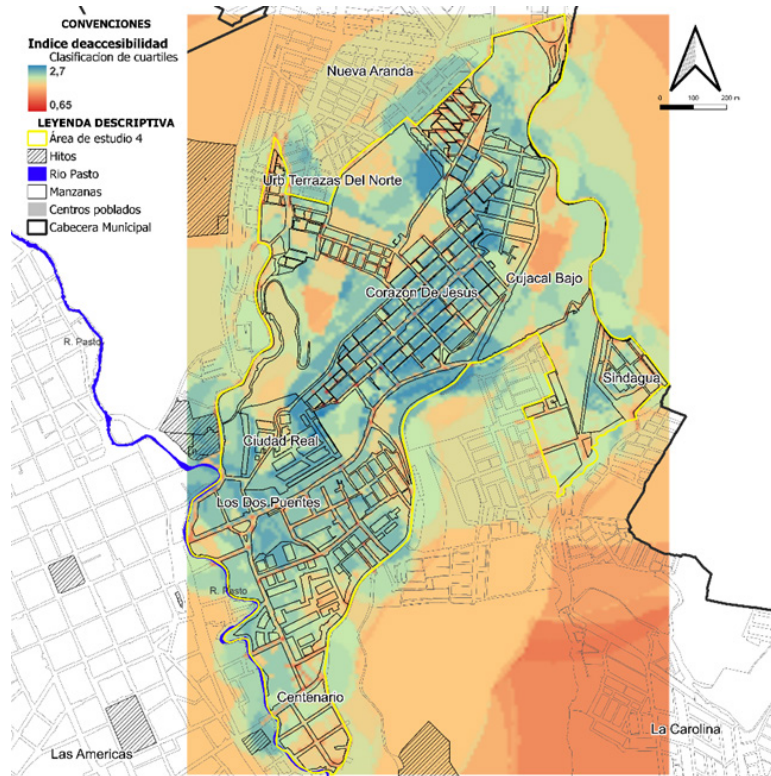 CONVENCIONES
Indice deaccesibilidad
Clasificacion de cuartiles
2,7
0,65
LEYENDA DESCRIPTIVA
Área de estudio 4
Hitos
Rio Pasto
Manzanas
Centros poblados
Cabecera Municipal
0 100 200 m
Nueva Aranda
Urb Terrazas Del Norte
Cujacal Bajo
Corazón De Jesús
R. Pasto
Sindagua
Ciudad Real
Los Dos Puentes
R. Pasto
Centenario
La Carolina
Las Americas